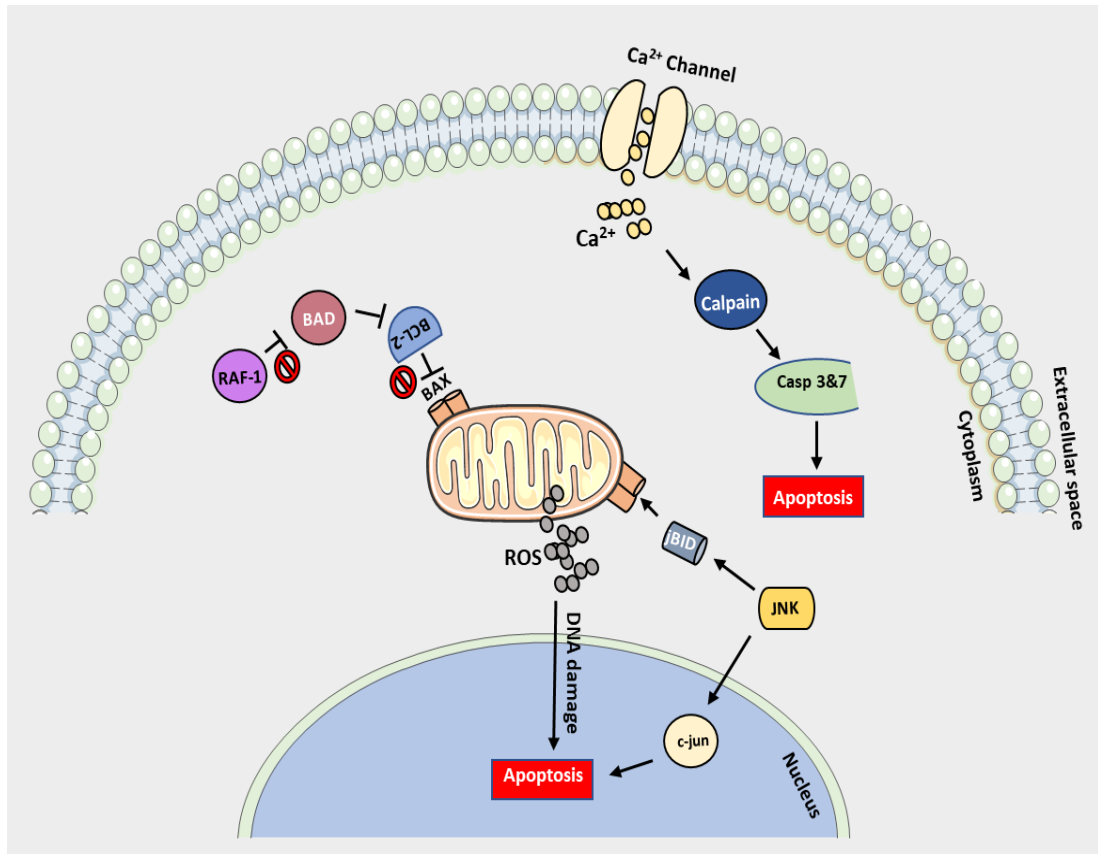 Ca²⁺ Channel
Ca²⁺
Calpain
BAD
BCL-2
RAF-1
BAX
Casp 3&7
Extracellular space
Cytoplasm
Apoptosis
jBID
ROS
JNK
DNA damage
c-jun
Apoptosis
Nucleus